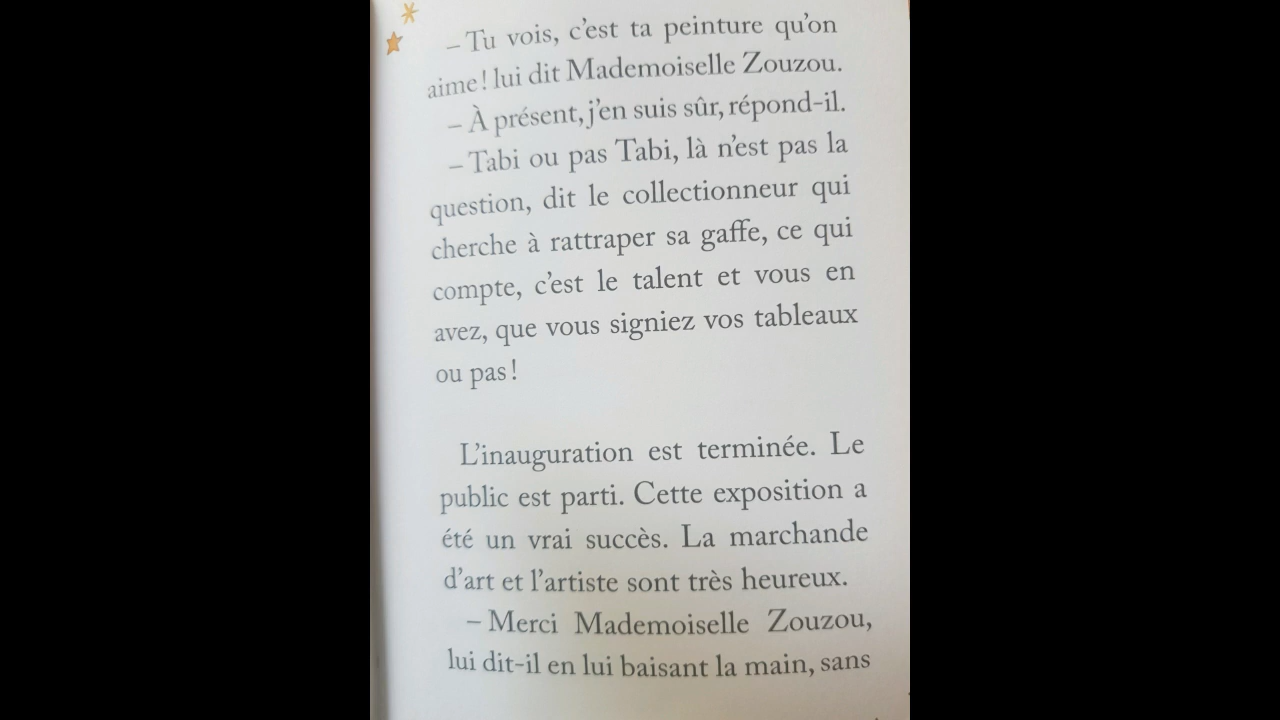 – Tu vois, c'est ta peinture qu'on
aime ! lui dit Mademoiselle Zouzou.
– À présent, j'en suis sûr, répond-il.
– Tabi ou pas Tabi, là n'est pas la
question, dit le collectionneur qui
cherche à rattraper sa gaffe, ce qui
compte, c'est le talent et vous en
avez, que vous signiez vos tableaux
ou pas !
L'inauguration est terminée. Le
public est parti. Cette exposition a
été un vrai succès. La marchande
d'art et l'artiste sont très heureux.
– Merci Mademoiselle Zouzou,
lui dit-il en lui baisant la main, sans